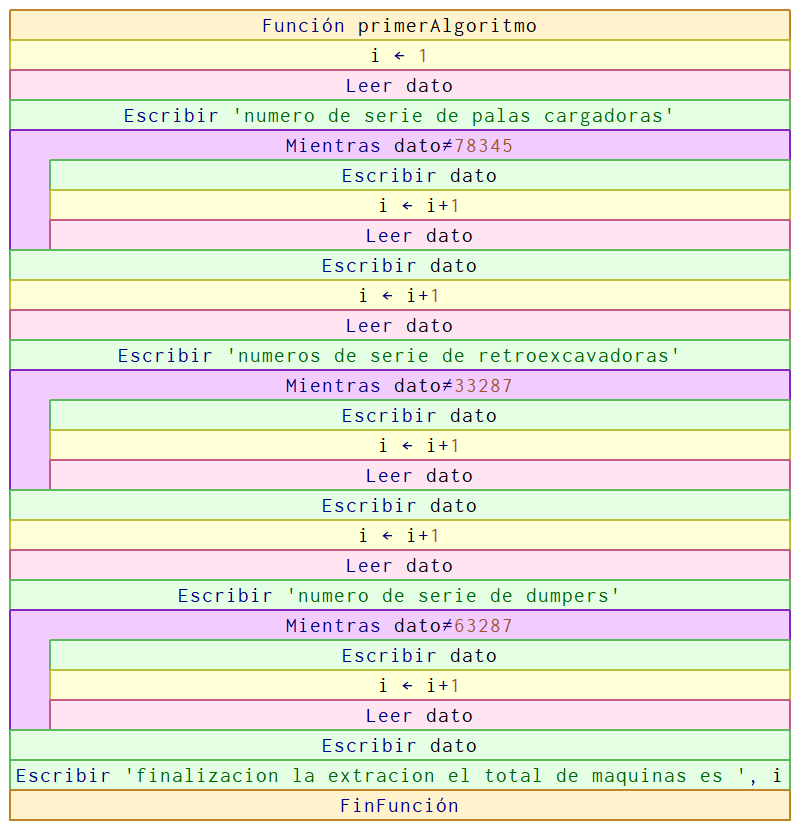 Función primerAlgoritmo
i ← 1
Leer dato
Escribir 'numero de serie de palas cargadoras'
Mientras dato≠78345
Escribir dato
i ← i+1
Leer dato
Escribir dato
i ← i+1
Leer dato
Escribir 'numeros de serie de retroexcavadoras'
Mientras dato≠33287
Escribir dato
i ← i+1
Leer dato
Escribir dato
i ← i+1
Leer dato
Escribir 'numero de serie de dumpers'
Mientras dato≠63287
Escribir dato
i ← i+1
Leer dato
Escribir dato
Escribir 'finalizacion la extracion el total de maquinas es ', i
FinFunción